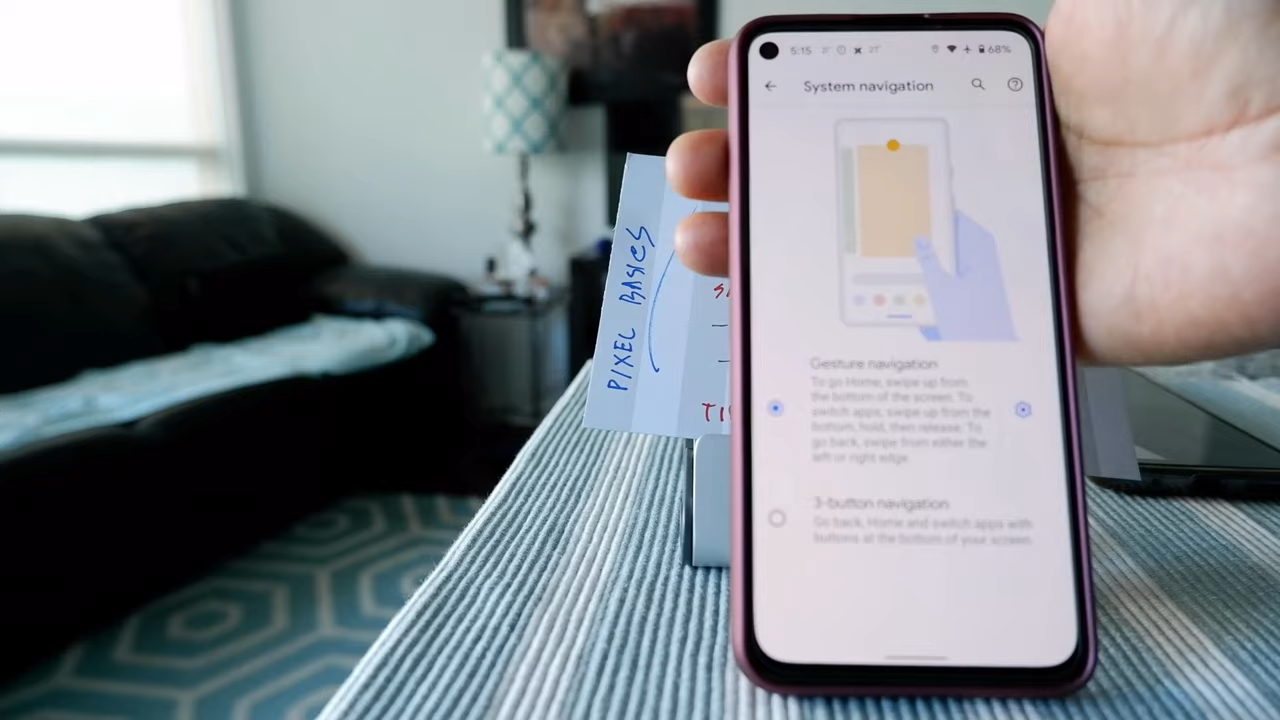 5:15
68%
System navigation
Gesture navigation
To go Home, swipe up from
the bottom of the screen. To
switch apps, swipe up from the
bottom, hold, then release. To
go back, swipe from either the
left or right edge.
3-button navigation
Go back, Home and switch apps with
buttons at the bottom of your screen.
PIXEL BASICS